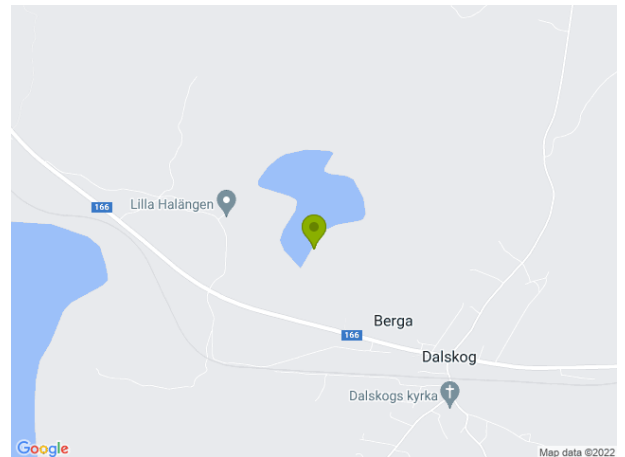 Lilla Halängen
166
Berga
166
Dalskog
Dalskogs kyrka
Google
Map data ©2022